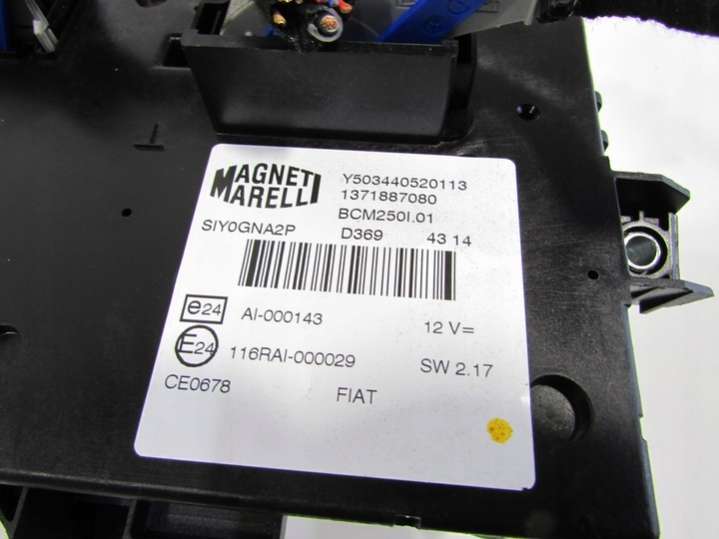 MAGNETI
MARELLI
Y503440520113
1371887080
BCM250I.01
SIY0GNA2P D369 43 14
e24 AI-000143 12 V=
E24 116RAI-000029 SW 2.17
CE0678 FIAT